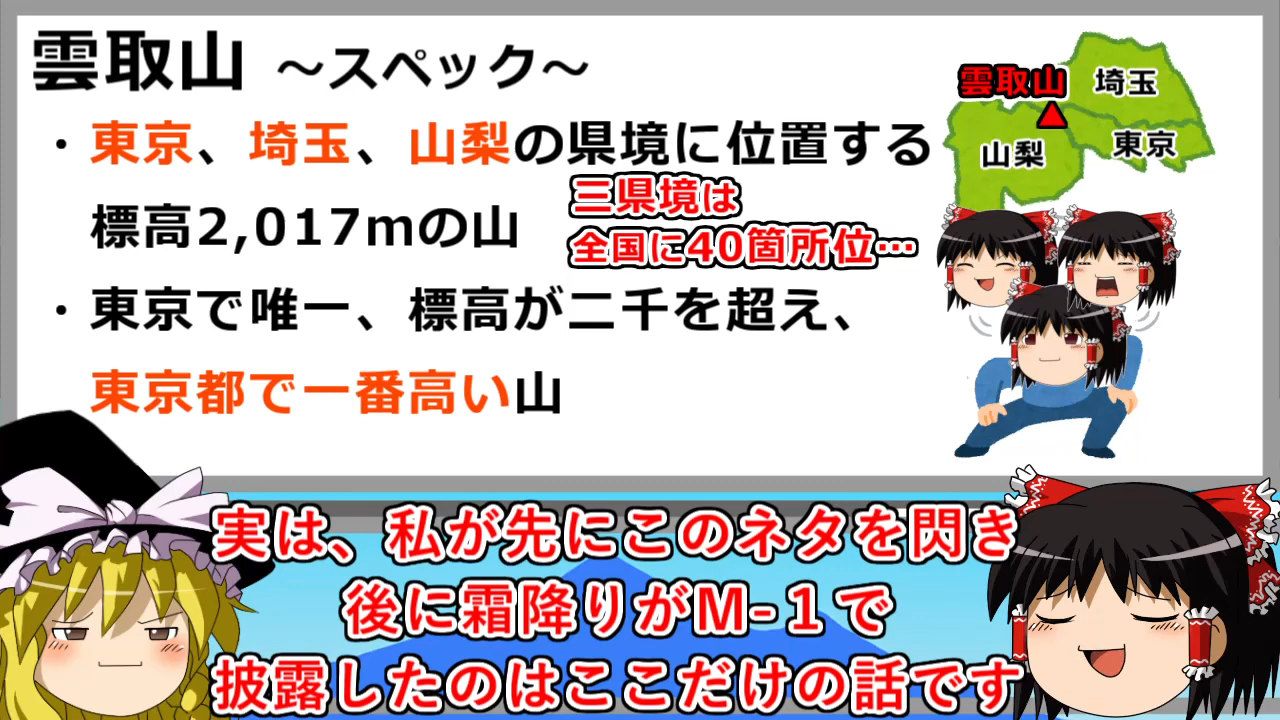 雲取山 ～スペック～
・東京、埼玉、山梨の県境に位置する
標高2,017mの山
三県境は
全国に40箇所位…
・東京で唯一、標高が二千を超え、
東京都で一番高い山
雲取山
埼玉
山梨
東京
実は、私が先にこのネタを閃き
後に霜降りがM-1で
披露したのはここだけの話です